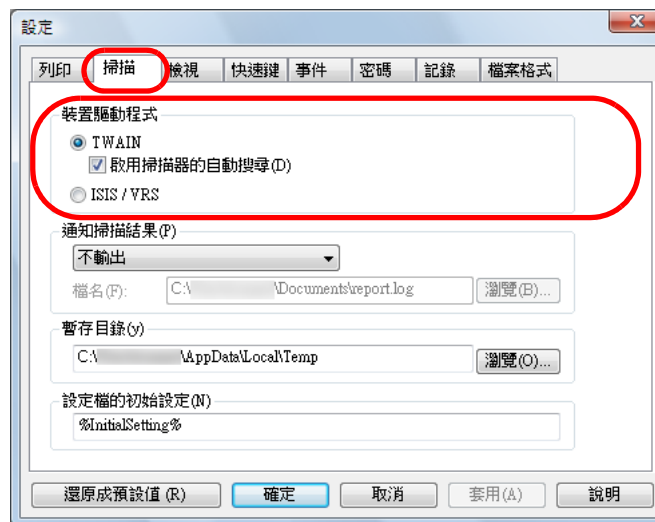 設定
列印 掃描 檢視 快速鍵 事件 密碼 記錄 檔案格式
裝置驅動程式
TWAIN
啟用掃描器的自動搜尋(D)
ISIS / VRS
通知掃描結果(P)
不輸出
檔名(F): C:\ \Documents\report.log 瀏覽(B)...
暫存目錄(y)
C:\ \AppData\Local\Temp 瀏覽(O)...
設定檔的初始設定(N)
%InitialSetting%
還原成預設值 (R) 確定 取消 套用(A) 說明